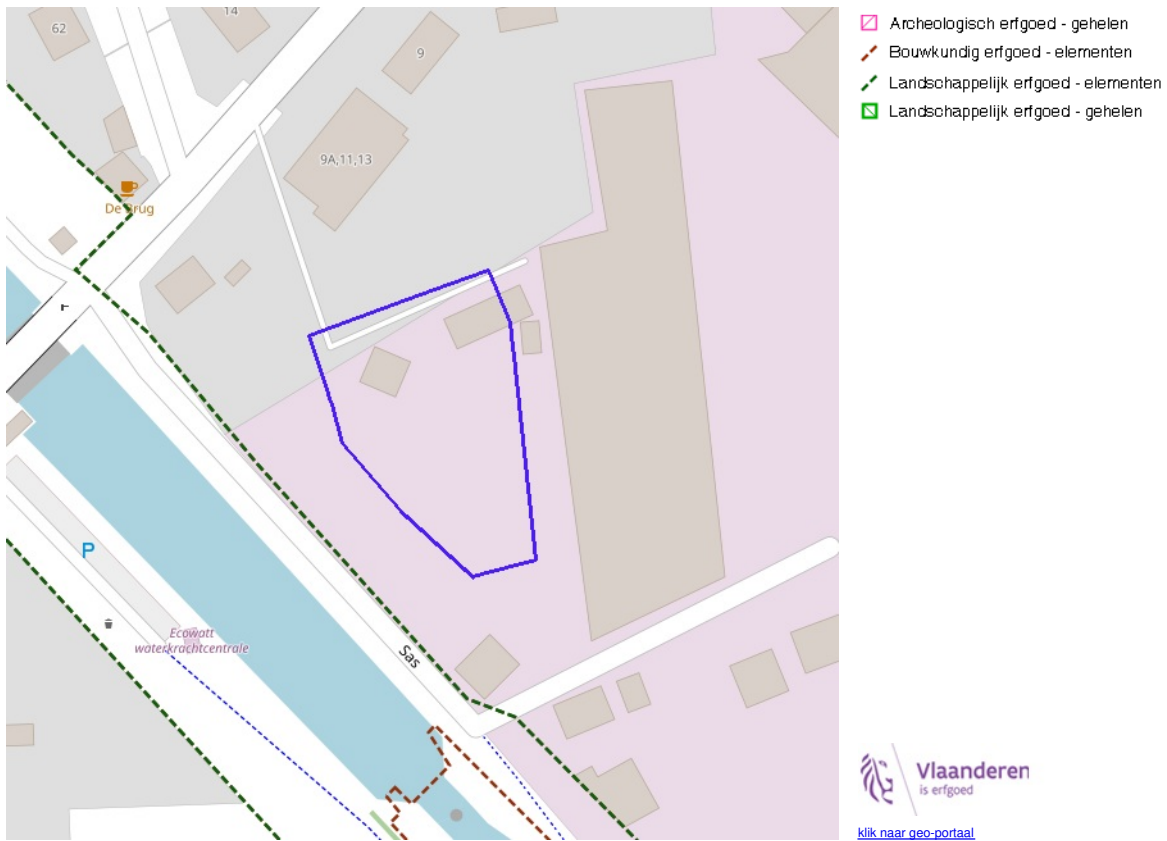 62
14
9
9A,11,13
De Brug
P
Ecowatt
waterkrachtcentrale
Sas
Archeologisch erfgoed - gehelen
Bouwkundig erfgoed - elementen
Landschappelijk erfgoed - elementen
Landschappelijk erfgoed - gehelen
Vlaanderen
is erfgoed
klik naar geo-portaal